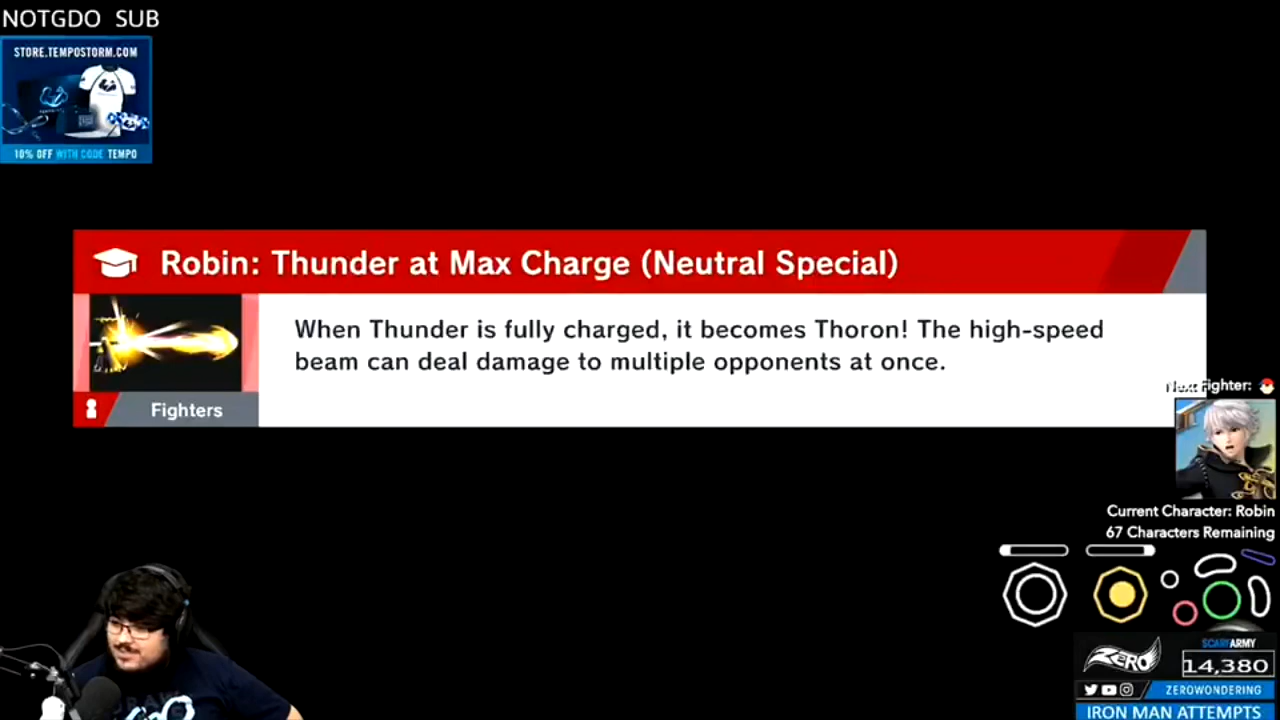 NOTGDO SUB
STORE.TEMPOSTORM.COM
10% OFF WITH CODE TEMPO
Robin: Thunder at Max Charge (Neutral Special)
When Thunder is fully charged, it becomes Thoron! The high-speed
beam can deal damage to multiple opponents at once.
Fighters
Next Fighter:
Current Character: Robin
67 Characters Remaining
ZERO
SCARFARMY
14,380
ZEROWONDERING
IRON MAN ATTEMPTS